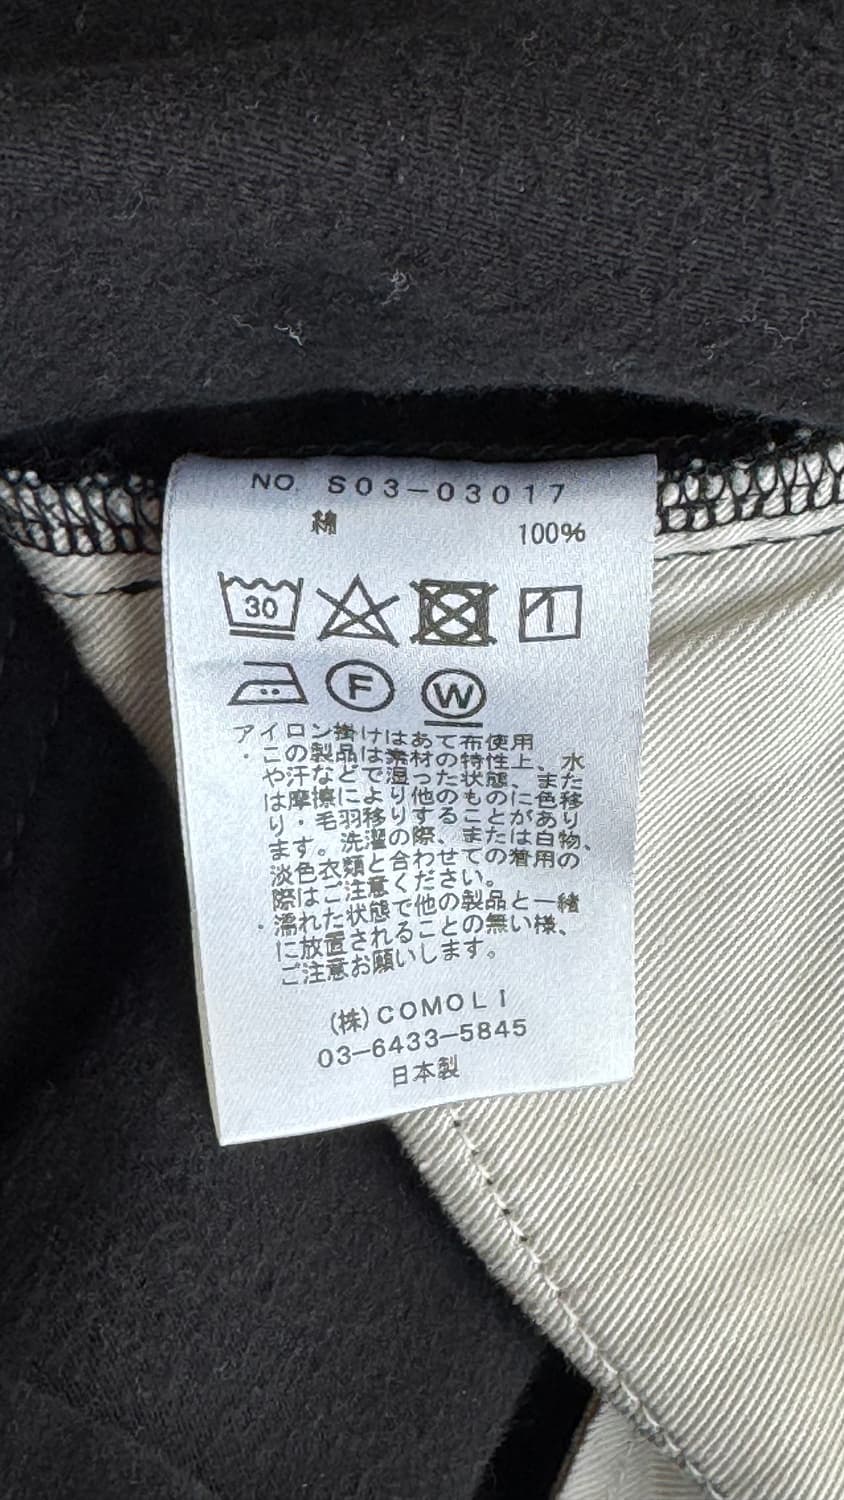 NO. S03-03017
綿 100%
30
F W
アイロン掛けはあて布使用
・この製品は素材の特性上、水
や汗などで湿った状態、また
は摩擦により他のものに色移
り・毛羽移りすることがあり
ます。洗濯の際、または白物、
淡色衣類と合わせての着用の
際はご注意ください。
・濡れた状態で他の製品と一緒
に放置されることの無い様、
ご注意お願いします。
(株)COMOLI
03-6433-5845
日本製